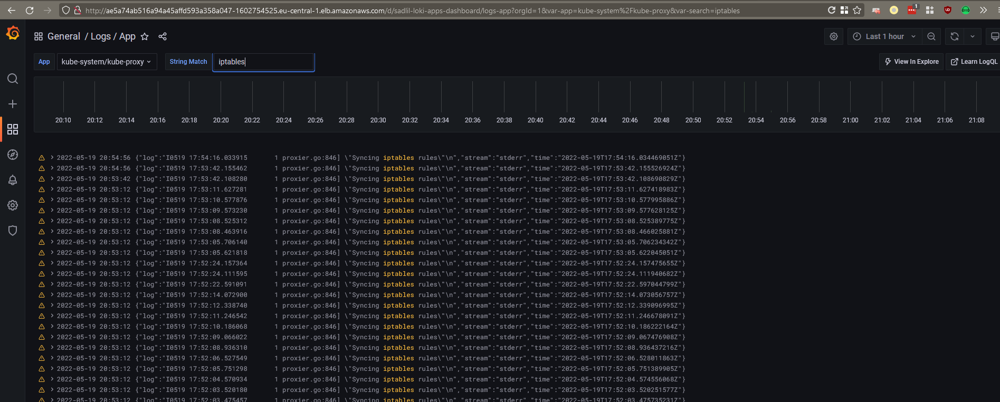 http://ae5a74ab516a94a45affd593a358a047-1602754525.eu-central-1.elb.amazonaws.com/d/sadlil-loki-apps-dashboard/logs-app?orgId=1&var-app=kube-system%2Fkube-proxy&var-search=iptables
1
General / Logs / App
Last 1 hour
App kube-system/kube-proxy String Match iptables
View In Explore Learn LogQL
20:10 20:12 20:14 20:16 20:18 20:20 20:22 20:24 20:26 20:28 20:30 20:32 20:34 20:36 20:38 20:40 20:42 20:44 20:46 20:48 20:50 20:52 20:54 20:56 20:58 21:00 21:02 21:04 21:06 21:08
2022-05-19 20:54:56 {"log":"I0519 17:54:16.033915 1 proxier.go:846] \"Syncing iptables rules\"\n","stream":"stderr","time":"2022-05-19T17:54:16.034469051Z"}
2022-05-19 20:54:56 {"log":"I0519 17:53:42.155462 1 proxier.go:846] \"Syncing iptables rules\"\n","stream":"stderr","time":"2022-05-19T17:53:42.155526924Z"}
2022-05-19 20:53:42 {"log":"I0519 17:53:42.108280 1 proxier.go:846] \"Syncing iptables rules\"\n","stream":"stderr","time":"2022-05-19T17:53:42.108690829Z"}
2022-05-19 20:53:12 {"log":"I0519 17:53:11.627281 1 proxier.go:846] \"Syncing iptables rules\"\n","stream":"stderr","time":"2022-05-19T17:53:11.627418983Z"}
2022-05-19 20:53:12 {"log":"I0519 17:53:10.577876 1 proxier.go:846] \"Syncing iptables rules\"\n","stream":"stderr","time":"2022-05-19T17:53:10.577995886Z"}
2022-05-19 20:53:12 {"log":"I0519 17:53:09.573230 1 proxier.go:846] \"Syncing iptables rules\"\n","stream":"stderr","time":"2022-05-19T17:53:09.577628125Z"}
2022-05-19 20:53:12 {"log":"I0519 17:53:08.525312 1 proxier.go:846] \"Syncing iptables rules\"\n","stream":"stderr","time":"2022-05-19T17:53:08.525389775Z"}
2022-05-19 20:53:12 {"log":"I0519 17:53:08.463916 1 proxier.go:846] \"Syncing iptables rules\"\n","stream":"stderr","time":"2022-05-19T17:53:08.466025881Z"}
2022-05-19 20:53:12 {"log":"I0519 17:53:05.706140 1 proxier.go:846] \"Syncing iptables rules\"\n","stream":"stderr","time":"2022-05-19T17:53:05.706234342Z"}
2022-05-19 20:53:12 {"log":"I0519 17:53:05.621818 1 proxier.go:846] \"Syncing iptables rules\"\n","stream":"stderr","time":"2022-05-19T17:53:05.622045051Z"}
2022-05-19 20:53:12 {"log":"I0519 17:52:24.157364 1 proxier.go:846] \"Syncing iptables rules\"\n","stream":"stderr","time":"2022-05-19T17:52:24.157475655Z"}
2022-05-19 20:53:12 {"log":"I0519 17:52:24.111595 1 proxier.go:846] \"Syncing iptables rules\"\n","stream":"stderr","time":"2022-05-19T17:52:24.111940682Z"}
2022-05-19 20:53:12 {"log":"I0519 17:52:22.591091 1 proxier.go:846] \"Syncing iptables rules\"\n","stream":"stderr","time":"2022-05-19T17:52:22.597044799Z"}
2022-05-19 20:53:12 {"log":"I0519 17:52:14.072900 1 proxier.go:846] \"Syncing iptables rules\"\n","stream":"stderr","time":"2022-05-19T17:52:14.073056757Z"}
2022-05-19 20:53:12 {"log":"I0519 17:52:12.338740 1 proxier.go:846] \"Syncing iptables rules\"\n","stream":"stderr","time":"2022-05-19T17:52:12.339096995Z"}
2022-05-19 20:53:12 {"log":"I0519 17:52:11.246542 1 proxier.go:846] \"Syncing iptables rules\"\n","stream":"stderr","time":"2022-05-19T17:52:11.246678091Z"}
2022-05-19 20:53:12 {"log":"I0519 17:52:10.186068 1 proxier.go:846] \"Syncing iptables rules\"\n","stream":"stderr","time":"2022-05-19T17:52:10.186222164Z"}
2022-05-19 20:53:12 {"log":"I0519 17:52:09.066022 1 proxier.go:846] \"Syncing iptables rules\"\n","stream":"stderr","time":"2022-05-19T17:52:09.067476908Z"}
2022-05-19 20:53:12 {"log":"I0519 17:52:08.936310 1 proxier.go:846] \"Syncing iptables rules\"\n","stream":"stderr","time":"2022-05-19T17:52:08.936437216Z"}
2022-05-19 20:53:12 {"log":"I0519 17:52:06.527549 1 proxier.go:846] \"Syncing iptables rules\"\n","stream":"stderr","time":"2022-05-19T17:52:06.528011863Z"}
2022-05-19 20:53:12 {"log":"I0519 17:52:05.751298 1 proxier.go:846] \"Syncing iptables rules\"\n","stream":"stderr","time":"2022-05-19T17:52:05.751389905Z"}
2022-05-19 20:53:12 {"log":"I0519 17:52:04.570934 1 proxier.go:846] \"Syncing iptables rules\"\n","stream":"stderr","time":"2022-05-19T17:52:04.574556068Z"}
2022-05-19 20:53:12 {"log":"I0519 17:52:03.520180 1 proxier.go:846] \"Syncing iptables rules\"\n","stream":"stderr","time":"2022-05-19T17:52:03.520251577Z"}
2022-05-19 20:53:12 {"log":"I0519 17:52:03.475457 1 proxier.go:846] \"Syncing iptables rules\"\n","stream":"stderr","time":"2022-05-19T17:52:03.475735231Z"}